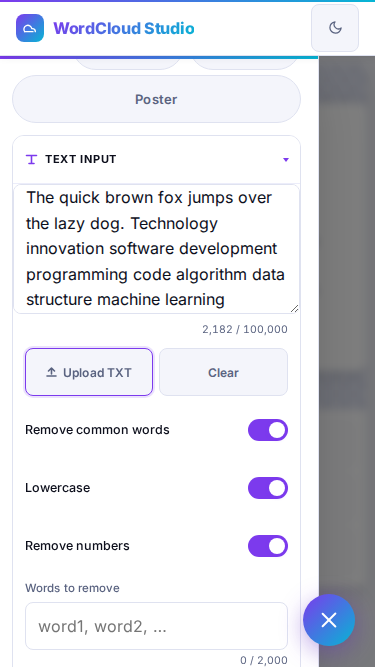 WordCloud Studio
Poster
TEXT INPUT
The quick brown fox jumps over
the lazy dog. Technology
innovation software development
programming code algorithm data
structure machine learning
2,182 / 100,000
Upload TXT
Clear
Remove common words
Lowercase
Remove numbers
Words to remove
word1, word2, ...
0 / 2,000